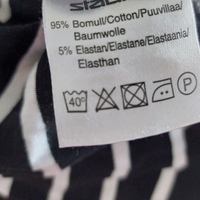 95% Bomull/Cotton/Puuvillaa/
Baumwolle
5% Elastan/Elastane/Elastaania/
Elasthan
40°
P